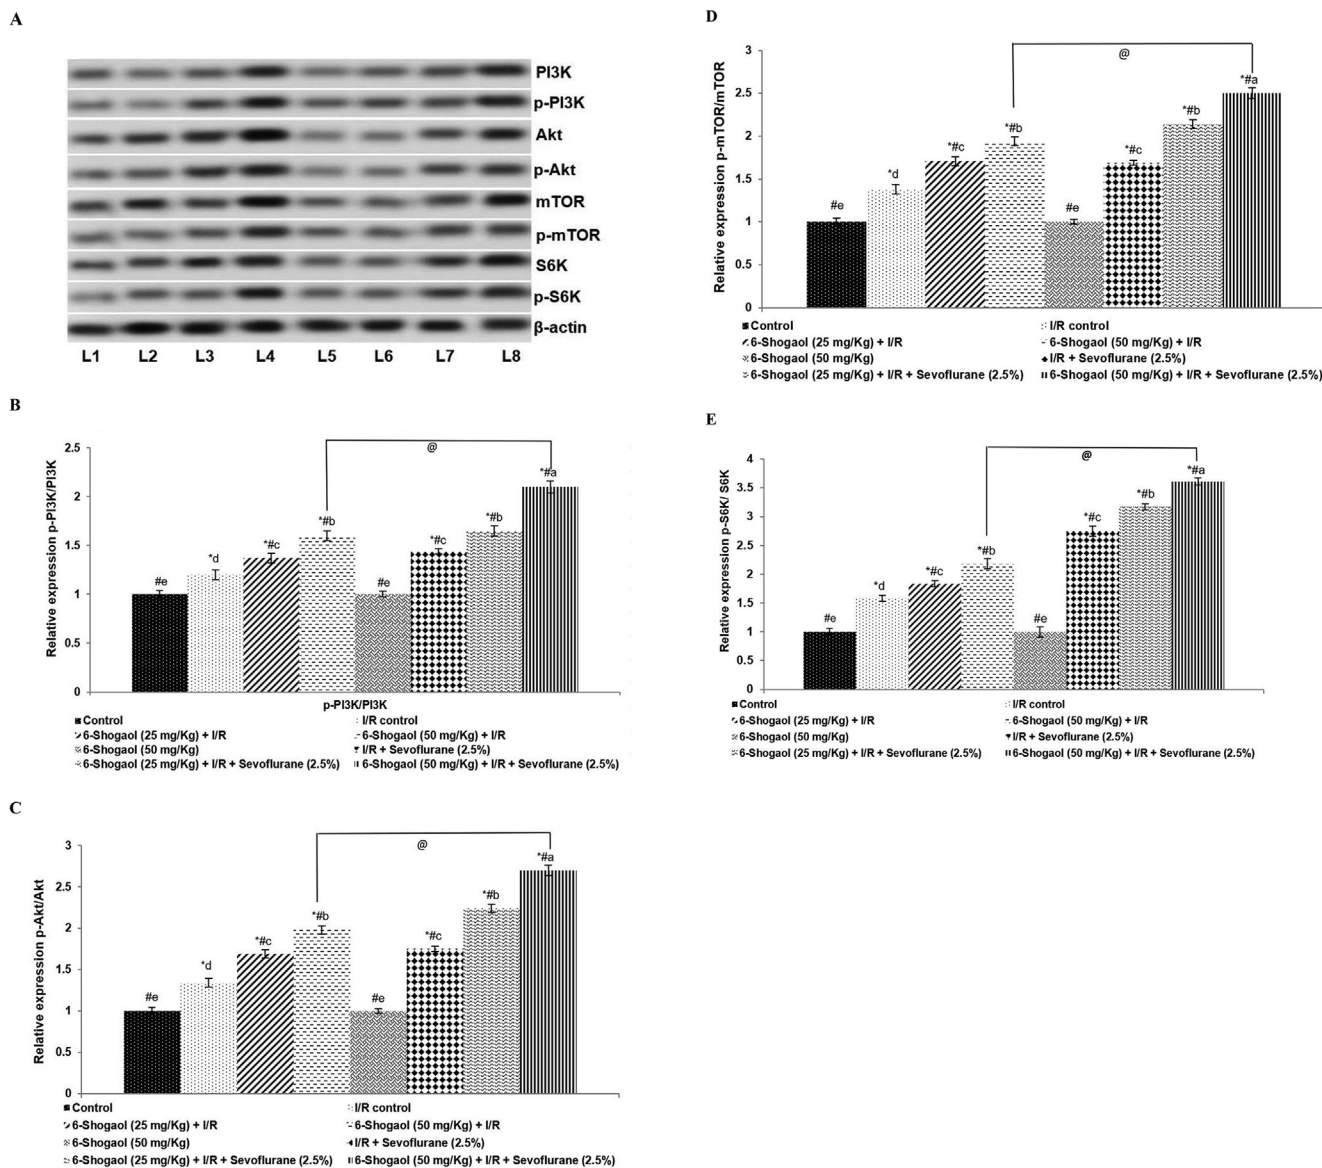 A
PI3K
p-PI3K
Akt
p-Akt
mTOR
p-mTOR
S6K
p-S6K
β-actin
L1 L2 L3 L4 L5 L6 L7 L8
B
Relative expression p-PI3K/PI3K
2.5
2
1.5
1
0.5
0
#e
*d
*#c
*#b
#e
*#c
*#b
*#a
@
p-PI3K/PI3K
Control
I/R control
6-Shogaol (25 mg/Kg) + I/R
6-Shogaol (50 mg/Kg) + I/R
6-Shogaol (50 mg/Kg)
I/R + Sevoflurane (2.5%)
6-Shogaol (25 mg/Kg) + I/R + Sevoflurane (2.5%)
6-Shogaol (50 mg/Kg) + I/R + Sevoflurane (2.5%)
C
Relative expression p-Akt/Akt
3
2.5
2
1.5
1
0.5
0
#e
*d
*#c
*#b
#e
*#c
*#b
*#a
@
Control
I/R control
6-Shogaol (25 mg/Kg) + I/R
6-Shogaol (50 mg/Kg) + I/R
6-Shogaol (50 mg/Kg)
I/R + Sevoflurane (2.5%)
6-Shogaol (25 mg/Kg) + I/R + Sevoflurane (2.5%)
6-Shogaol (50 mg/Kg) + I/R + Sevoflurane (2.5%)
D
Relative expression p-mTOR/mTOR
3
2.5
2
1.5
1
0.5
0
#e
*d
*#c
*#b
#e
*#c
*#b
*#a
@
Control
I/R control
6-Shogaol (25 mg/Kg) + I/R
6-Shogaol (50 mg/Kg) + I/R
6-Shogaol (50 mg/Kg)
I/R + Sevoflurane (2.5%)
6-Shogaol (25 mg/Kg) + I/R + Sevoflurane (2.5%)
6-Shogaol (50 mg/Kg) + I/R + Sevoflurane (2.5%)
E
Relative expression p-S6K/ S6K
4
3.5
3
2.5
2
1.5
1
0.5
0
#e
*d
*#c
*#b
#e
*#c
*#b
*#a
@
Control
I/R control
6-Shogaol (25 mg/Kg) + I/R
6-Shogaol (50 mg/Kg) + I/R
6-Shogaol (50 mg/Kg)
I/R + Sevoflurane (2.5%)
6-Shogaol (25 mg/Kg) + I/R + Sevoflurane (2.5%)
6-Shogaol (50 mg/Kg) + I/R + Sevoflurane (2.5%)